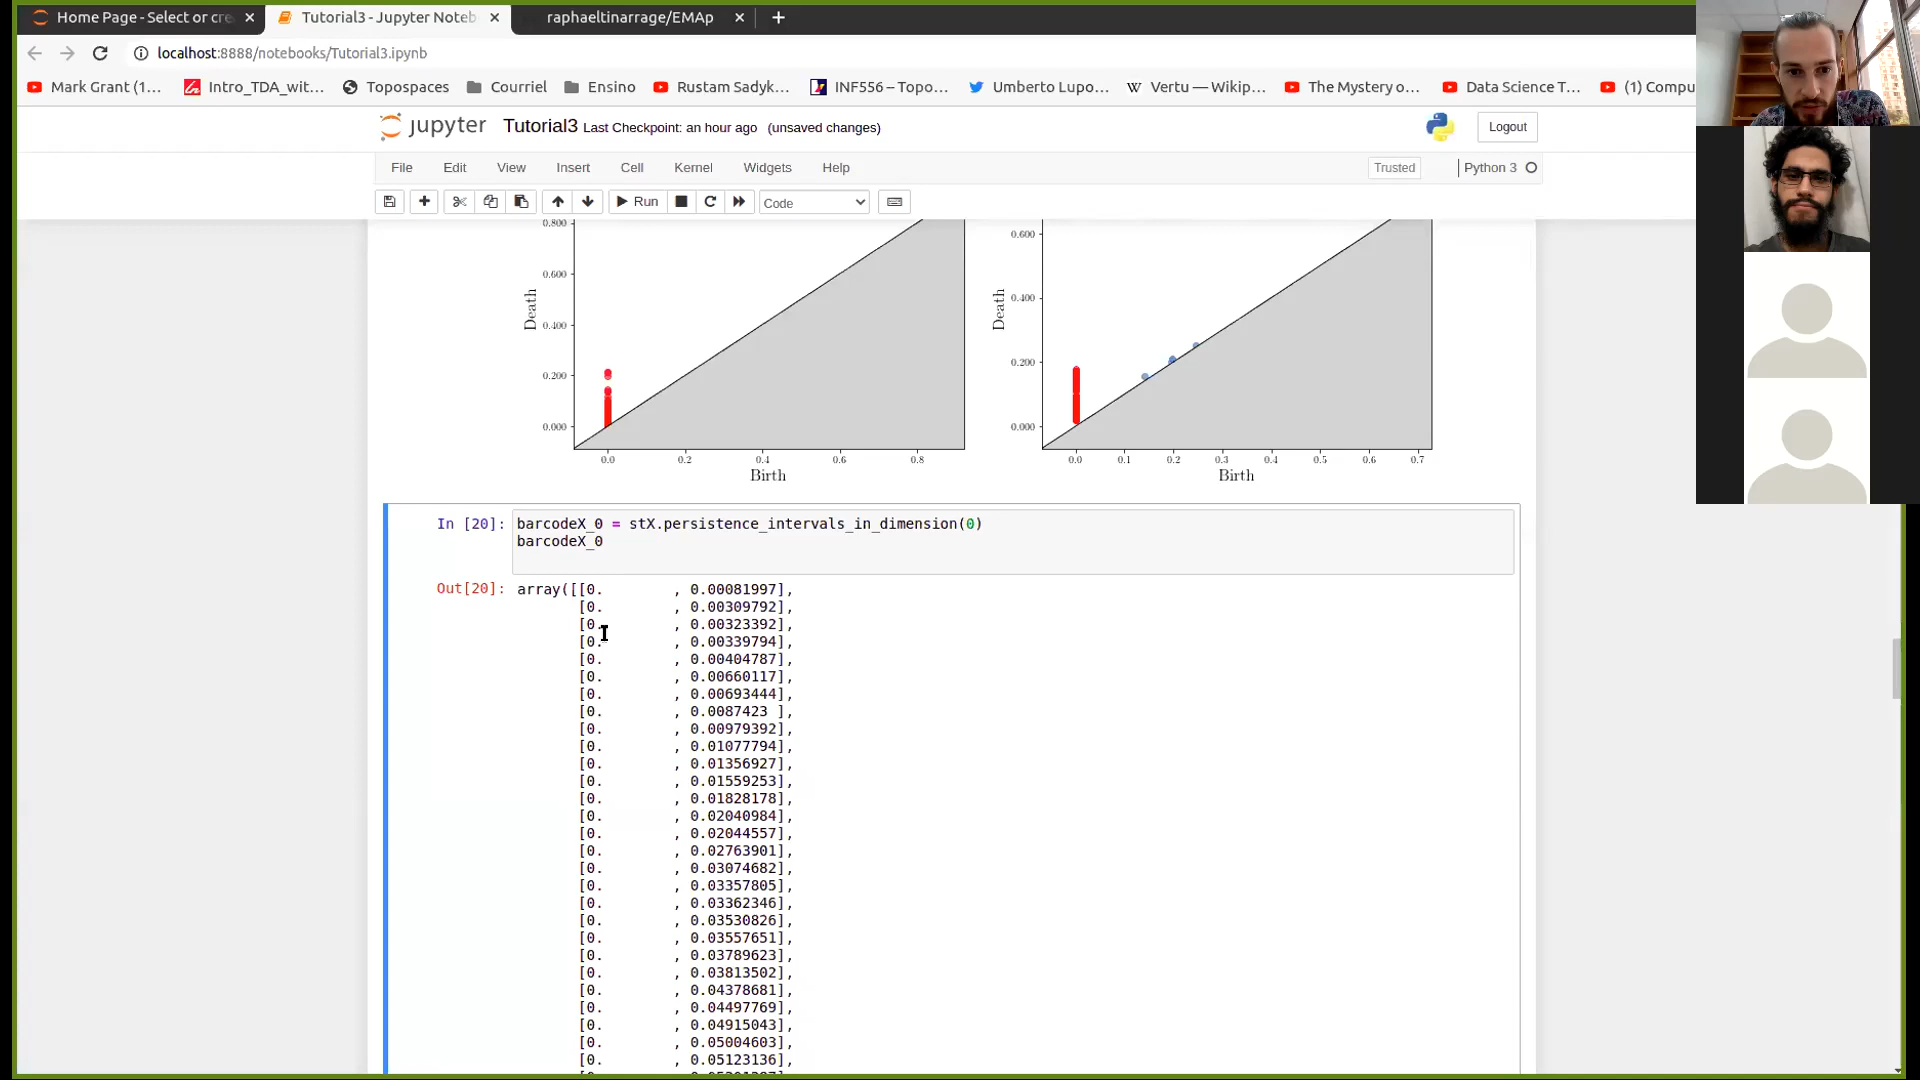 Home Page - Select or cre
Tutorial3 - Jupyter Noteb
raphaeltinarrage/EMAp
localhost:8888/notebooks/Tutorial3.ipynb
Mark Grant (1...
Intro_TDA_wit...
Topospaces
Courriel
Ensino
Rustam Sadyk...
INF556 – Topo...
Umberto Lupo...
Vertu — Wikip...
The Mystery o...
Data Science T...
(1) Compu
jupyter Tutorial3 Last Checkpoint: an hour ago (unsaved changes)
Logout
File Edit View Insert Cell Kernel Widgets Help
Trusted
Python 3
Run
Code
0.800
0.600
0.400
0.200
0.000
Death
0.0 0.2 0.4 0.6 0.8
Birth
0.600
0.400
0.200
0.000
Death
0.0 0.1 0.2 0.3 0.4 0.5 0.6 0.7
Birth
In [20]: barcodeX_0 = stX.persistence_intervals_in_dimension(0)
barcodeX_0
Out[20]: array([[0. , 0.00081997],
[0. , 0.00309792],
[0. , 0.00323392],
[0. , 0.00339794],
[0. , 0.00404787],
[0. , 0.00660117],
[0. , 0.00693444],
[0. , 0.0087423 ],
[0. , 0.00979392],
[0. , 0.01077794],
[0. , 0.01356927],
[0. , 0.01559253],
[0. , 0.01828178],
[0. , 0.02040984],
[0. , 0.02044557],
[0. , 0.02763901],
[0. , 0.03074682],
[0. , 0.03357805],
[0. , 0.03362346],
[0. , 0.03530826],
[0. , 0.03557651],
[0. , 0.03789623],
[0. , 0.03813502],
[0. , 0.04378681],
[0. , 0.04497769],
[0. , 0.04915043],
[0. , 0.05004603],
[0. , 0.05123136],